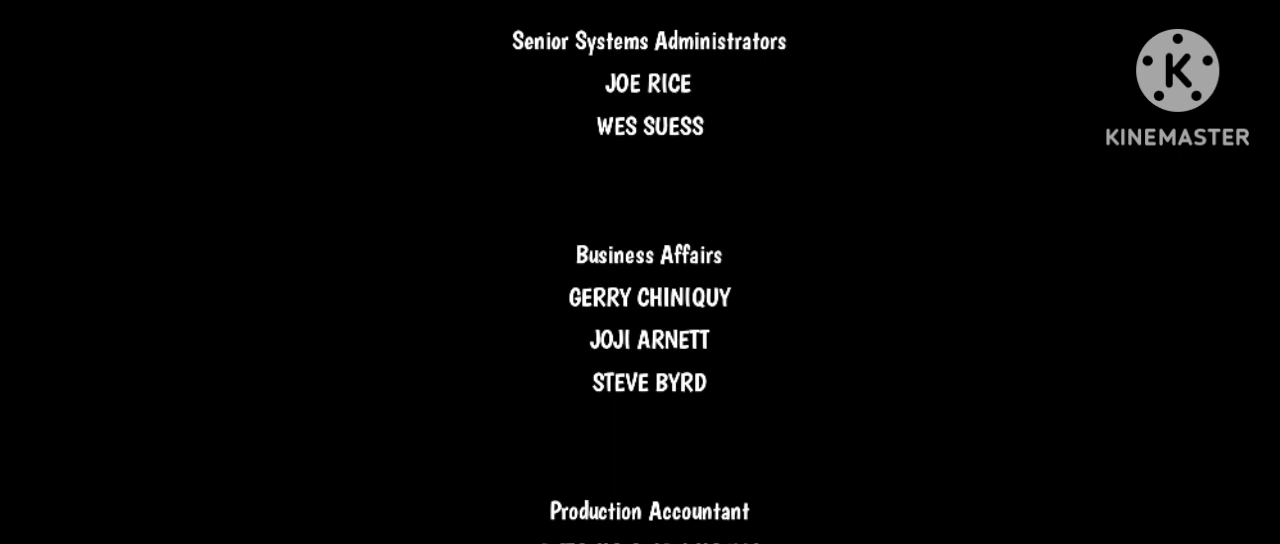 Senior Systems Administrators
JOE RICE
WES SUESS
KINEMASTER
Business Affairs
GERRY CHINIQUY
JOJI ARNETT
STEVE BYRD
Production Accountant